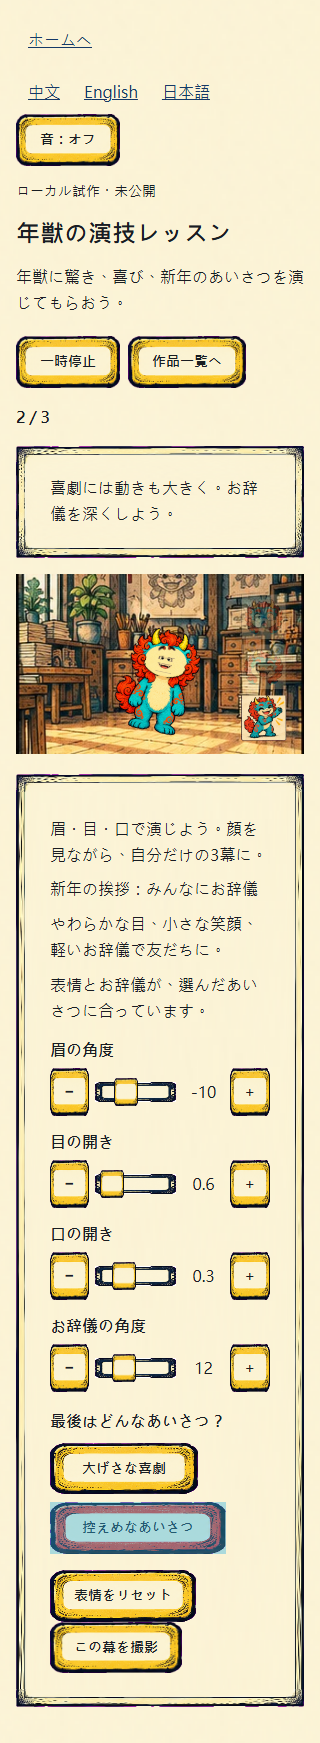 ホームへ
中文 English 日本語
音：オフ
ローカル試作・未公開
年獣の演技レッスン
年獣に驚き、喜び、新年のあいさつを演
じてもらおう。
一時停止 作品一覧へ
2 / 3
喜劇には動きも大きく。お辞
儀を深くしよう。
眉・目・口で演じよう。顔を
見ながら、自分だけの3幕に。
新年の挨拶：みんなにお辞儀
やわらかな目、小さな笑顔、
軽いお辞儀で友だちに。
表情とお辞儀が、選んだあい
さつに合っています。
眉の角度
− -10 +
目の開き
− 0.6 +
口の開き
− 0.3 +
お辞儀の角度
− 12 +
最後はどんなあいさつ？
大げさな喜劇
控えめなあいさつ
表情をリセット
この幕を撮影